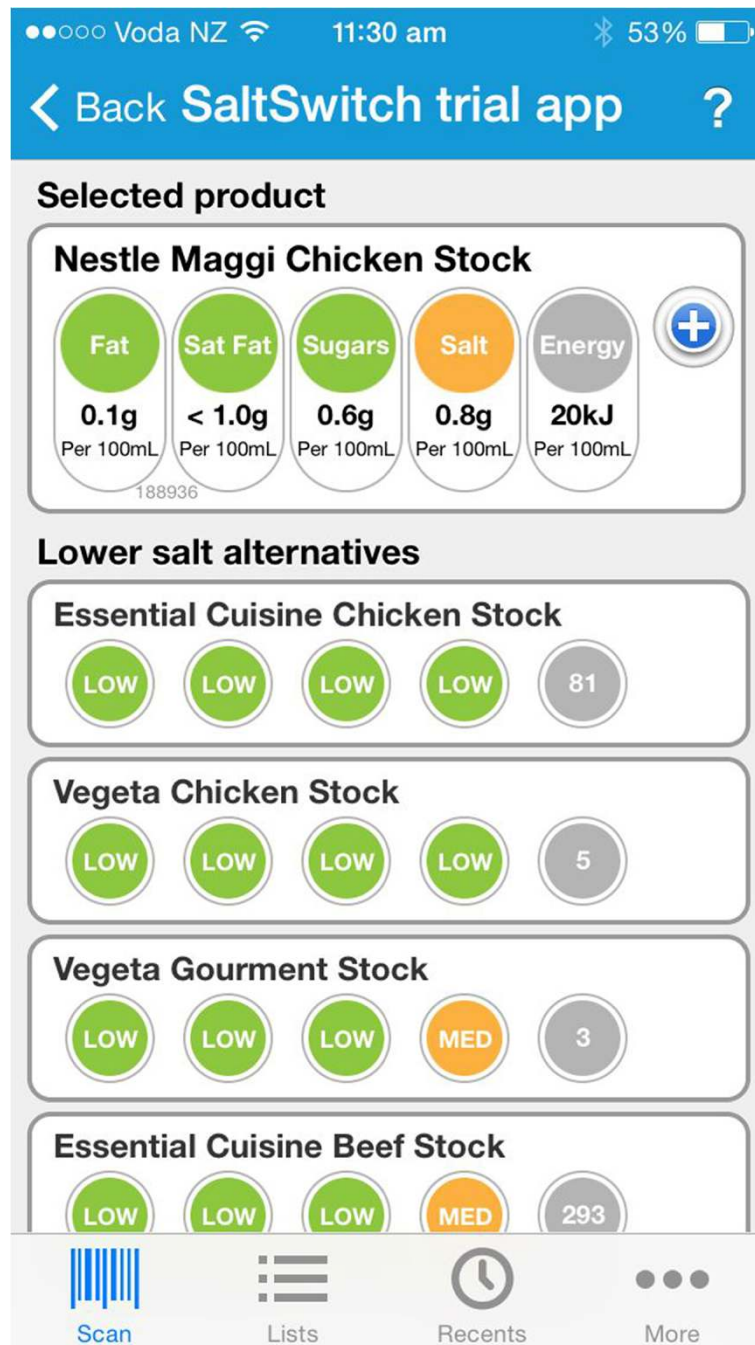 Voda NZ 11:30 am 53%
Back SaltSwitch trial app ?
Selected product
Nestle Maggi Chicken Stock
Fat Sat Fat Sugars Salt Energy
0.1g < 1.0g 0.6g 0.8g 20kJ
Per 100mL Per 100mL Per 100mL Per 100mL Per 100mL
188936
Lower salt alternatives
Essential Cuisine Chicken Stock
LOW LOW LOW LOW 81
Vegeta Chicken Stock
LOW LOW LOW LOW 5
Vegeta Gourment Stock
LOW LOW LOW MED 3
Essential Cuisine Beef Stock
LOW LOW LOW MED 293
Scan Lists Recents More